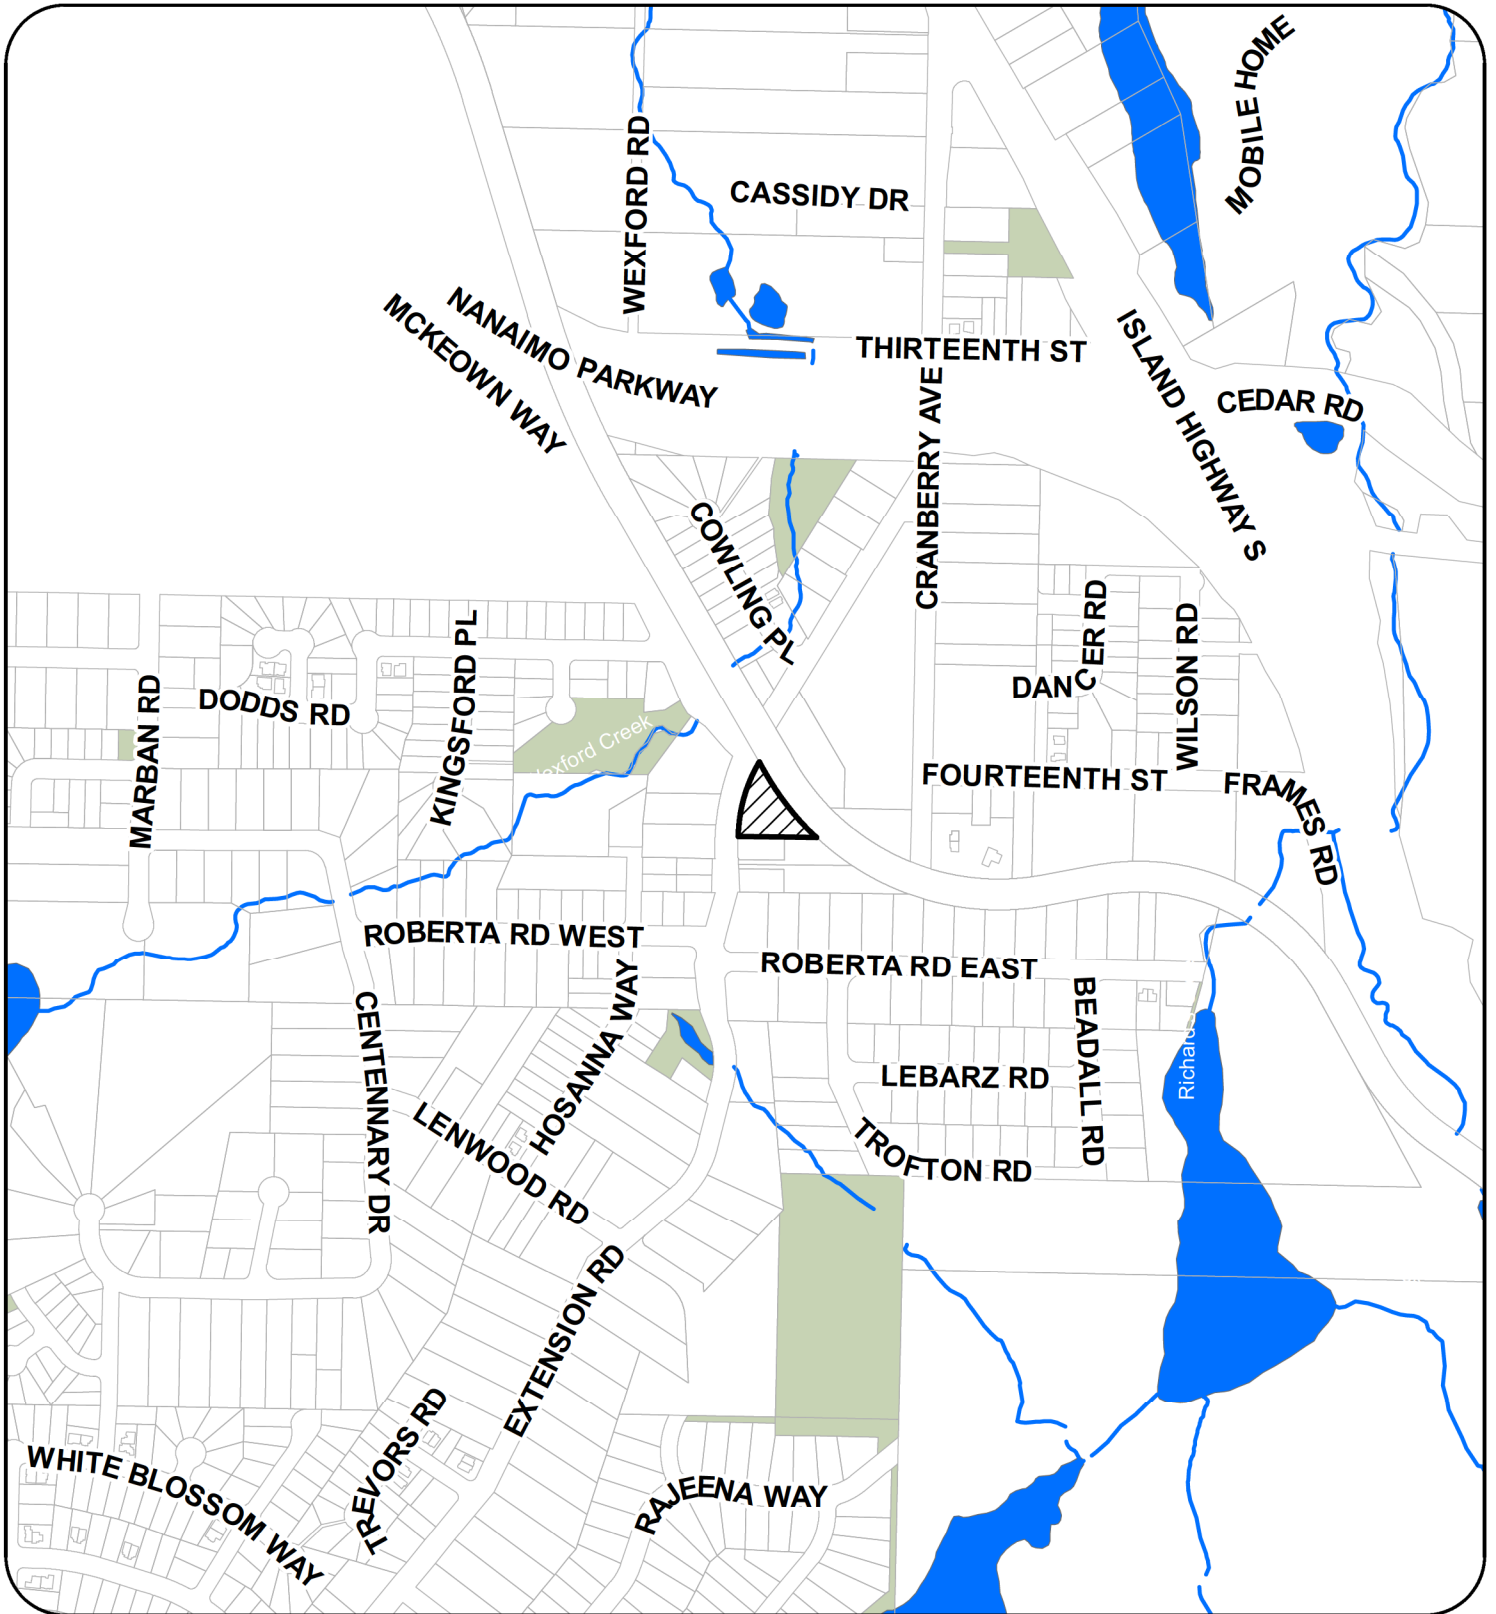 MOBILE HOME
WEXFORD RD
CASSIDY DR
NANAIMO PARKWAY
MCKEOWN WAY
THIRTEENTH ST
ISLAND HIGHWAY S
CEDAR RD
CRANBERRY AVE
COWLING PL
DANCER RD
WILSON RD
KINGSFORD PL
DODDS RD
MARBAN RD
Wexford Creek
FOURTEENTH ST
FRAMES RD
ROBERTA RD WEST
ROBERTA RD EAST
HOSANNA WAY
CENTENNARY DR
BEADALL RD
Richard
LEBARZ RD
LENWOOD RD
TROFTON RD
EXTENSION RD
TREVORS RD
WHITE BLOSSOM WAY
RAJEENA WAY